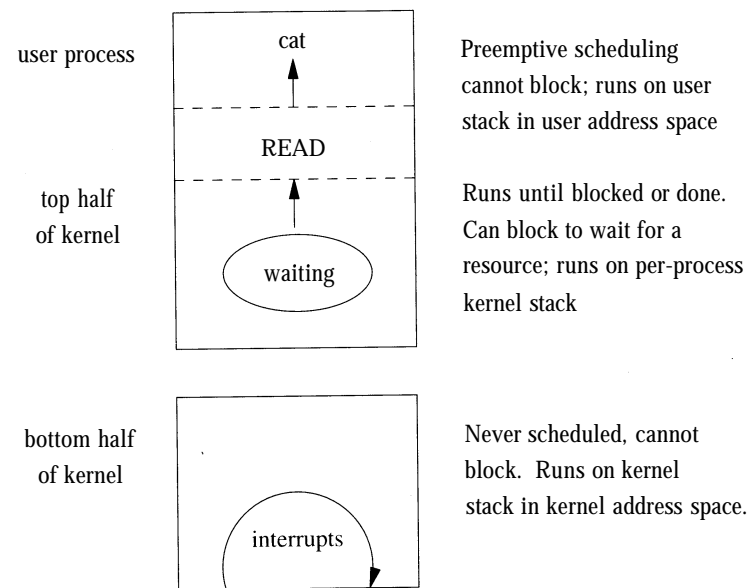 user process
cat
Preemptive scheduling
cannot block; runs on user
stack in user address space
READ
top half
of kernel
waiting
Runs until blocked or done.
Can block to wait for a
resource; runs on per-process
kernel stack
bottom half
of kernel
interrupts
Never scheduled, cannot
block. Runs on kernel
stack in kernel address space.